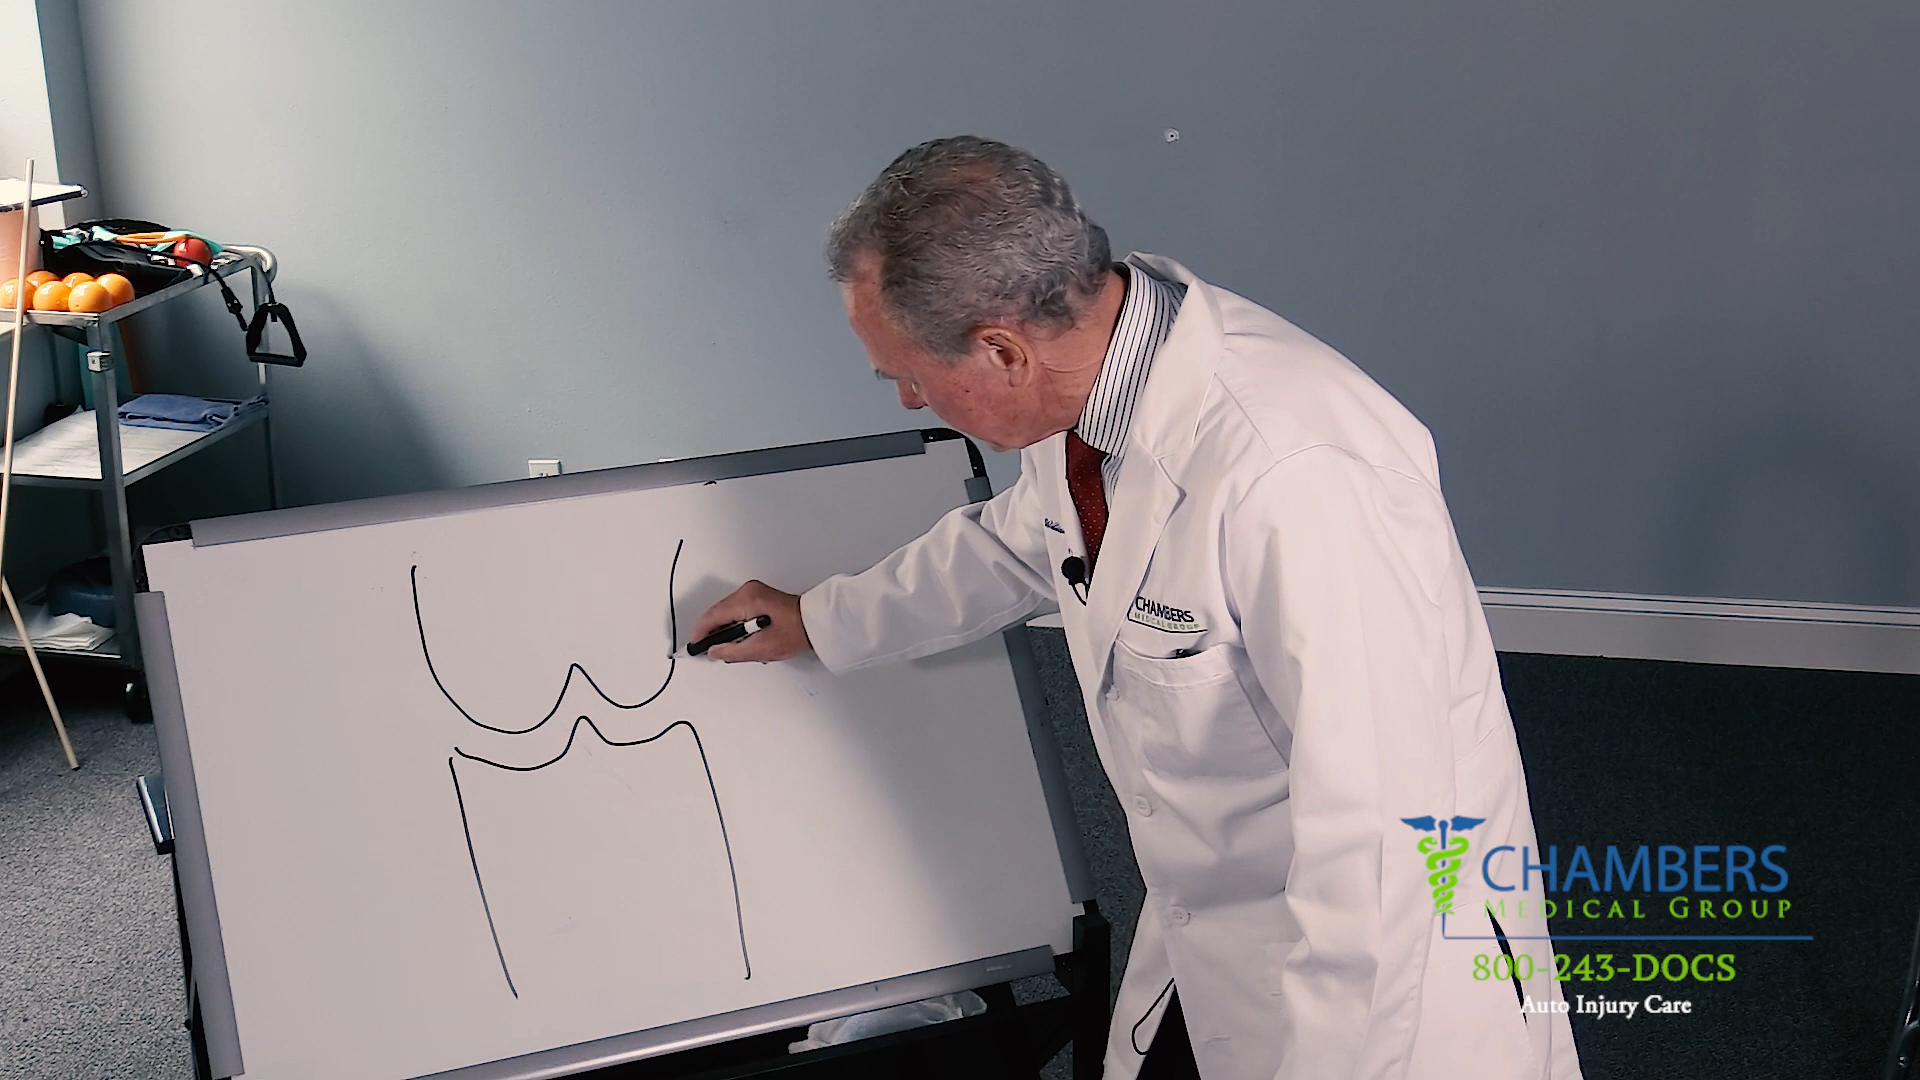 CHAMBERS
MEDICAL GROUP
CHAMBERS
MEDICAL GROUP
800-243-DOCS
Auto Injury Care